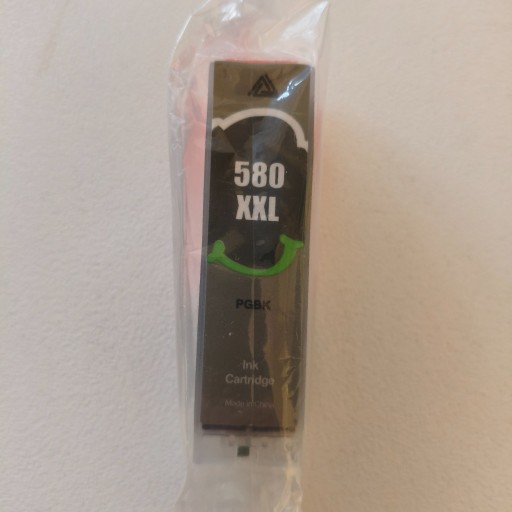 580
XXL
PGBK
Ink
Cartridge
Made in China